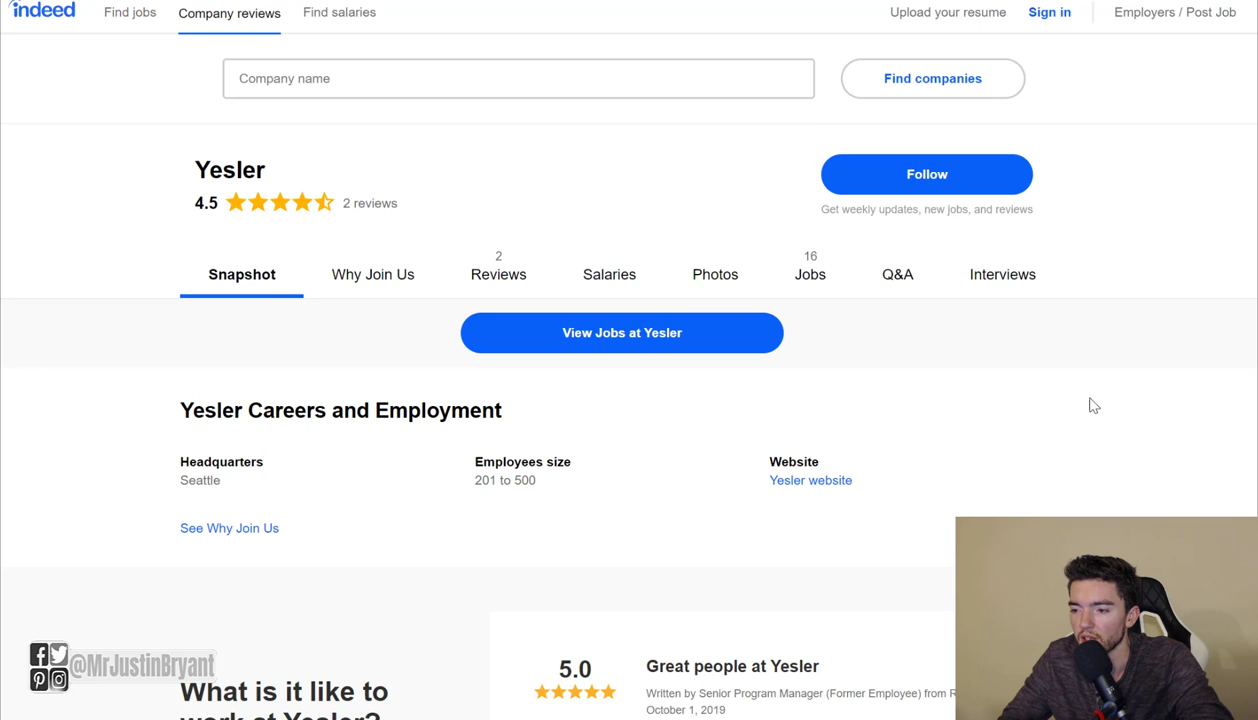 indeed Find jobs Company reviews Find salaries Upload your resume Sign in Employers / Post Job
Company name Find companies
Yesler
4.5 2 reviews
Follow
Get weekly updates, new jobs, and reviews
2 16
Snapshot Why Join Us Reviews Salaries Photos Jobs Q&A Interviews
View Jobs at Yesler
Yesler Careers and Employment
Headquarters Employees size Website
Seattle 201 to 500 Yesler website
See Why Join Us
5.0 Great people at Yesler
Written by Senior Program Manager (Former Employee) from
October 1, 2019
@MrJustinBryant
What is it like to
work at Yesler?